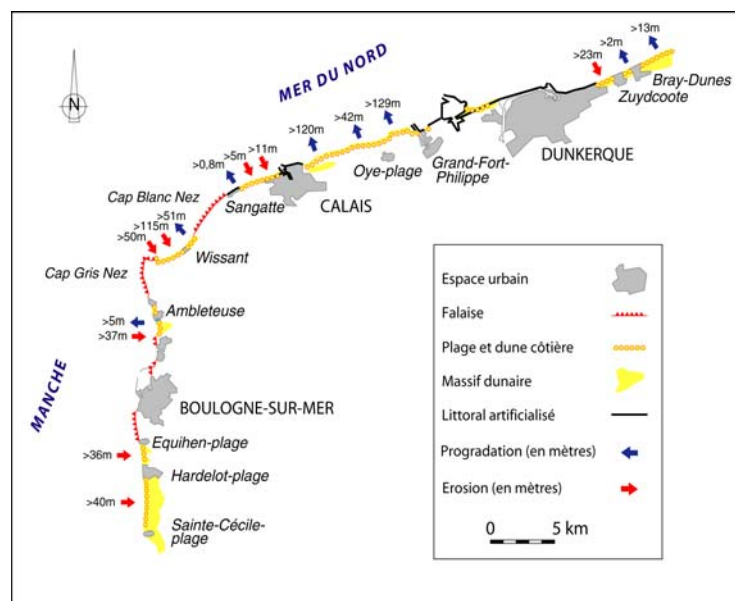 >13m
>2m
>23m
MER DU NORD
Bray-Dunes
Zuydcoote
N
>129m
>42m
>120m
>11m
>5m
>0,8m
Oye-plage
Grand-Fort-
Philippe
DUNKERQUE
Cap Blanc Nez
Sangatte
CALAIS
>51m
>115m
>50m
Wissant
Cap Gris Nez
Ambleteuse
>5m
>37m
MANCHE
BOULOGNE-SUR-MER
Equihen-plage
>36m
Hardelot-plage
>40m
Sainte-Cécile-
plage
Espace urbain
Falaise
Plage et dune côtière
Massif dunaire
Littoral artificialisé
Progradation (en mètres)
Erosion (en mètres)
0 5 km